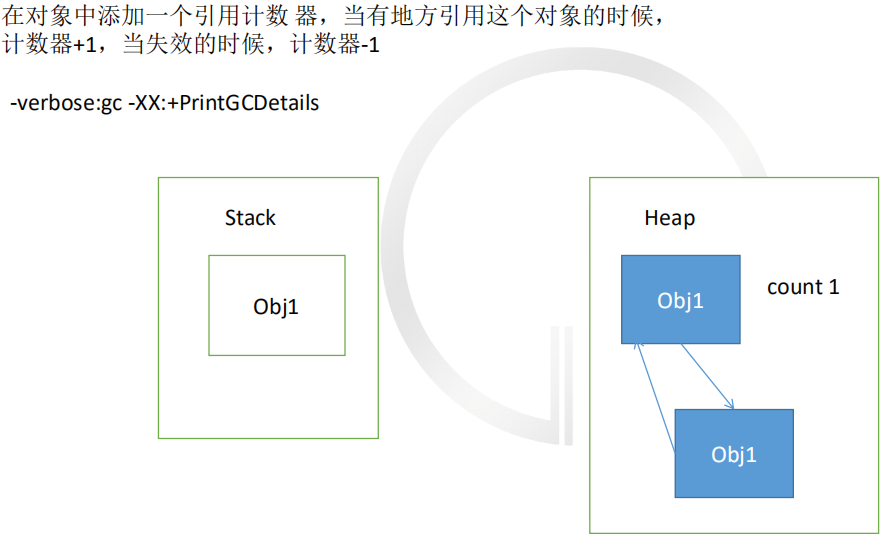 在对象中添加一个引用计数 器，当有地方引用这个对象的时候，
计数器+1，当失效的时候，计数器-1
-verbose:gc -XX:+PrintGCDetails
Stack
Heap
Obj1
Obj1
count 1
Obj1